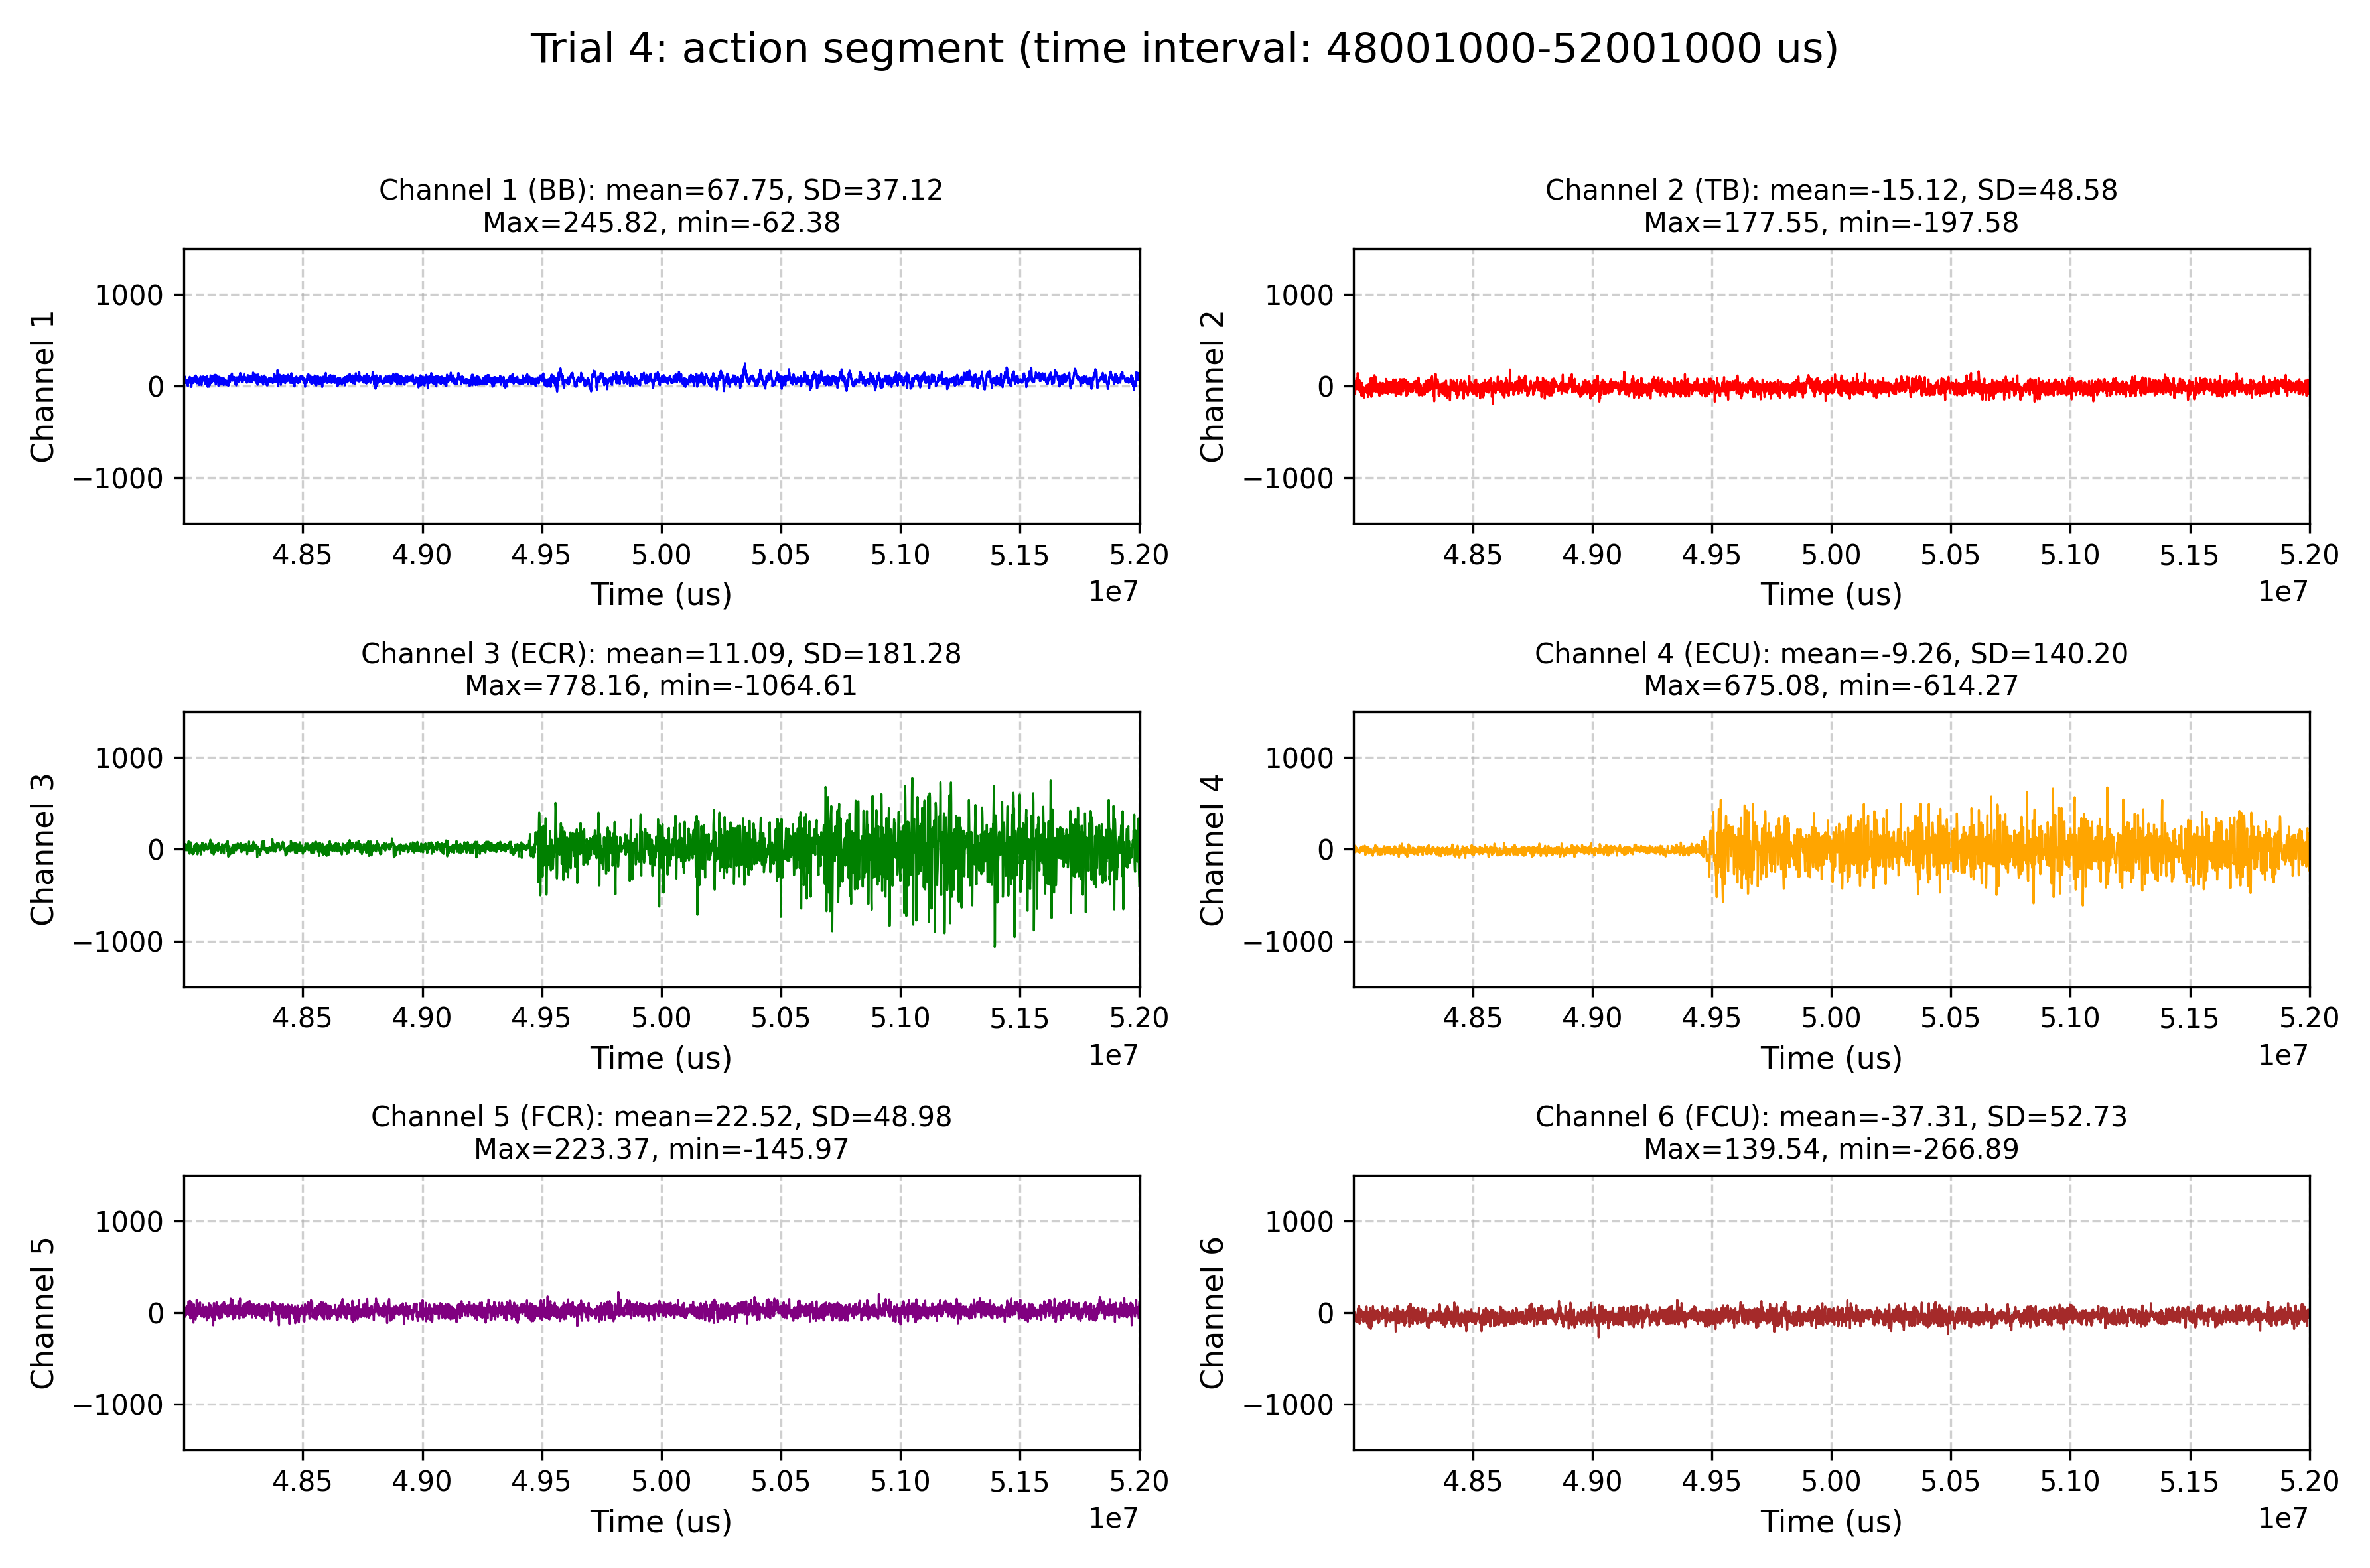 Trial 4: action segment (time interval: 48001000-52001000 us)
Channel 1 (BB): mean=67.75, SD=37.12
Max=245.82, min=-62.38
Channel 1
1000
0
−1000
4.85 4.90 4.95 5.00 5.05 5.10 5.15 5.20
1e7
Time (us)
Channel 2 (TB): mean=-15.12, SD=48.58
Max=177.55, min=-197.58
Channel 2
1000
0
−1000
4.85 4.90 4.95 5.00 5.05 5.10 5.15 5.20
1e7
Time (us)
Channel 3 (ECR): mean=11.09, SD=181.28
Max=778.16, min=-1064.61
Channel 3
1000
0
−1000
4.85 4.90 4.95 5.00 5.05 5.10 5.15 5.20
1e7
Time (us)
Channel 4 (ECU): mean=-9.26, SD=140.20
Max=675.08, min=-614.27
Channel 4
1000
0
−1000
4.85 4.90 4.95 5.00 5.05 5.10 5.15 5.20
1e7
Time (us)
Channel 5 (FCR): mean=22.52, SD=48.98
Max=223.37, min=-145.97
Channel 5
1000
0
−1000
4.85 4.90 4.95 5.00 5.05 5.10 5.15 5.20
1e7
Time (us)
Channel 6 (FCU): mean=-37.31, SD=52.73
Max=139.54, min=-266.89
Channel 6
1000
0
−1000
4.85 4.90 4.95 5.00 5.05 5.10 5.15 5.20
1e7
Time (us)